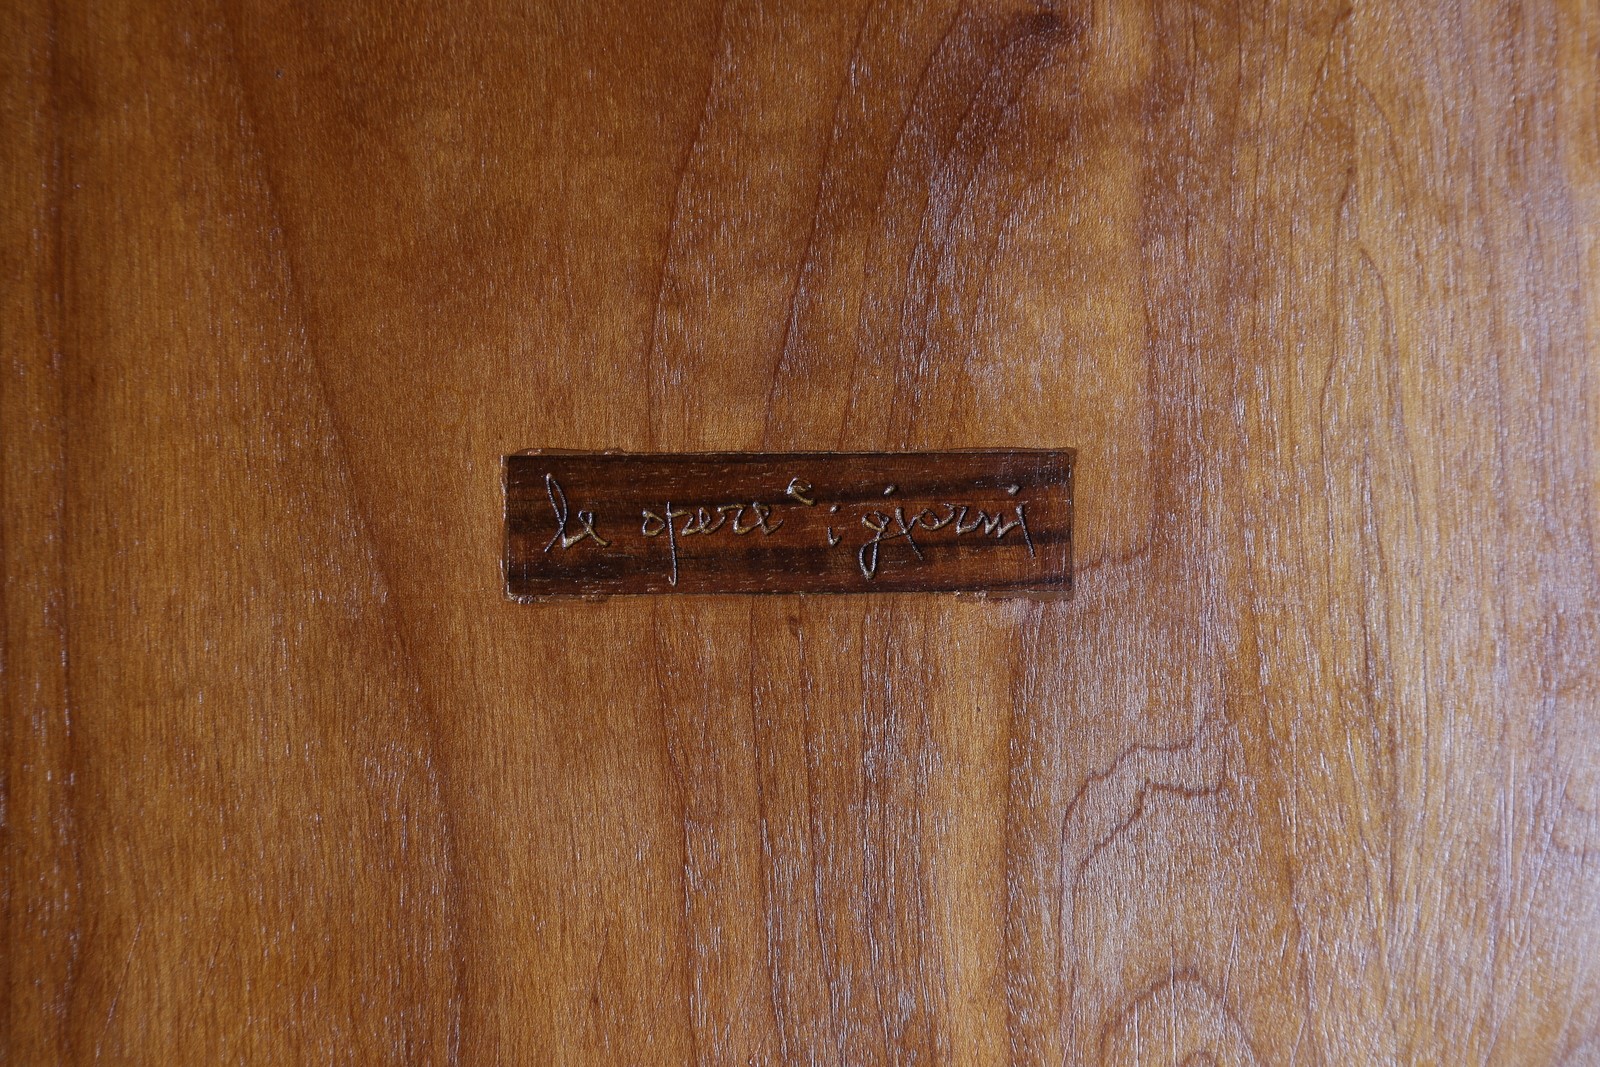 le opere e i giorni